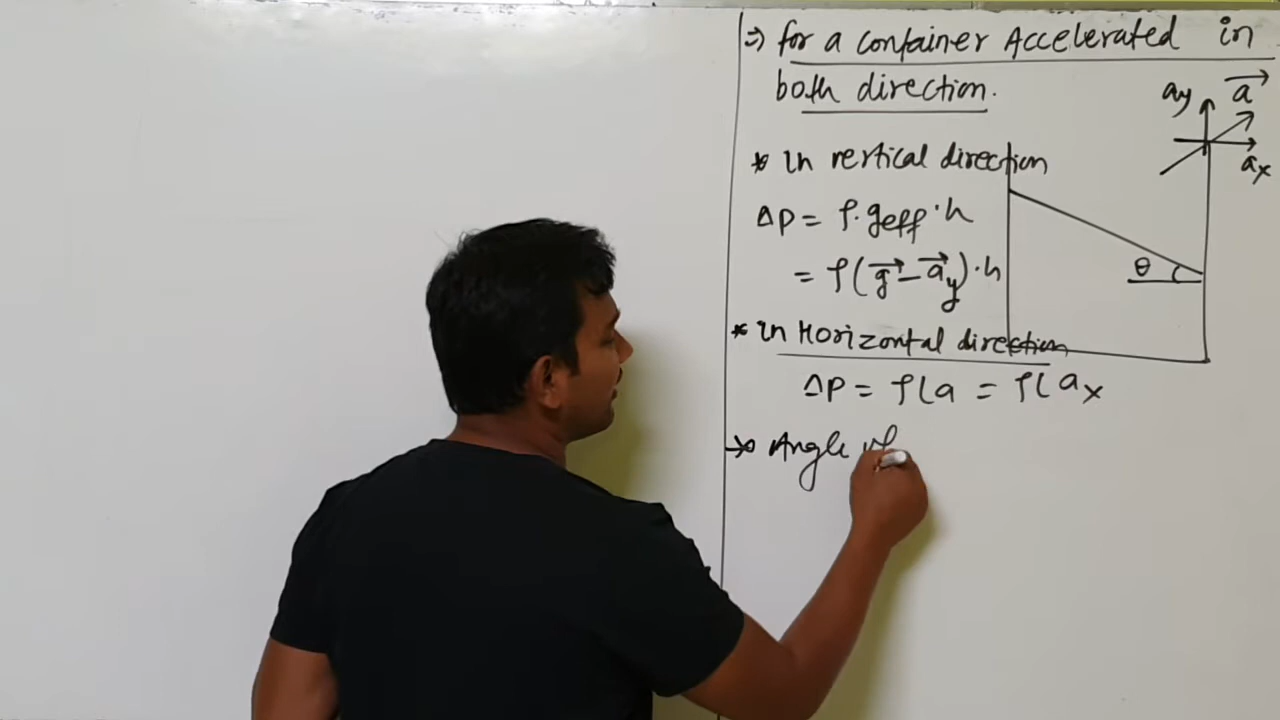 ⇒ for a container Accelerated in
both direction.
ay a→
ax
* In vertical direction
ΔP = ρ.geff.h
= ρ(g→ - a→y).h
θ
* In Horizontal direction
ΔP = ρla = ρl ax
→ Angle of